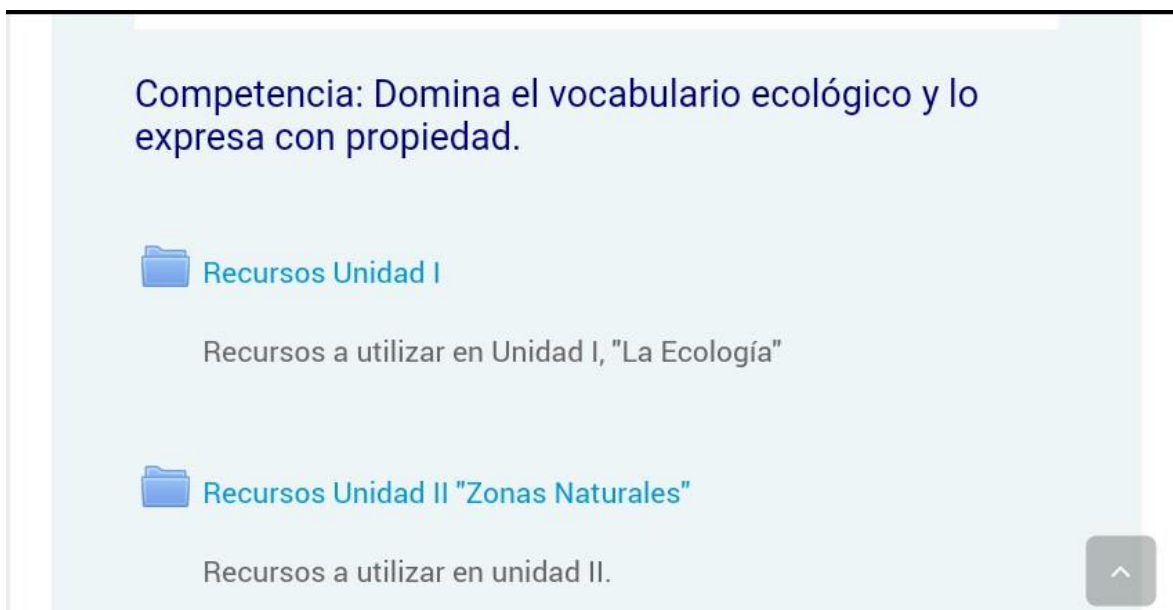 Competencia: Domina el vocabulario ecológico y lo
expresa con propiedad.
Recursos Unidad I
Recursos a utilizar en Unidad I, "La Ecología"
Recursos Unidad II "Zonas Naturales"
Recursos a utilizar en unidad II.